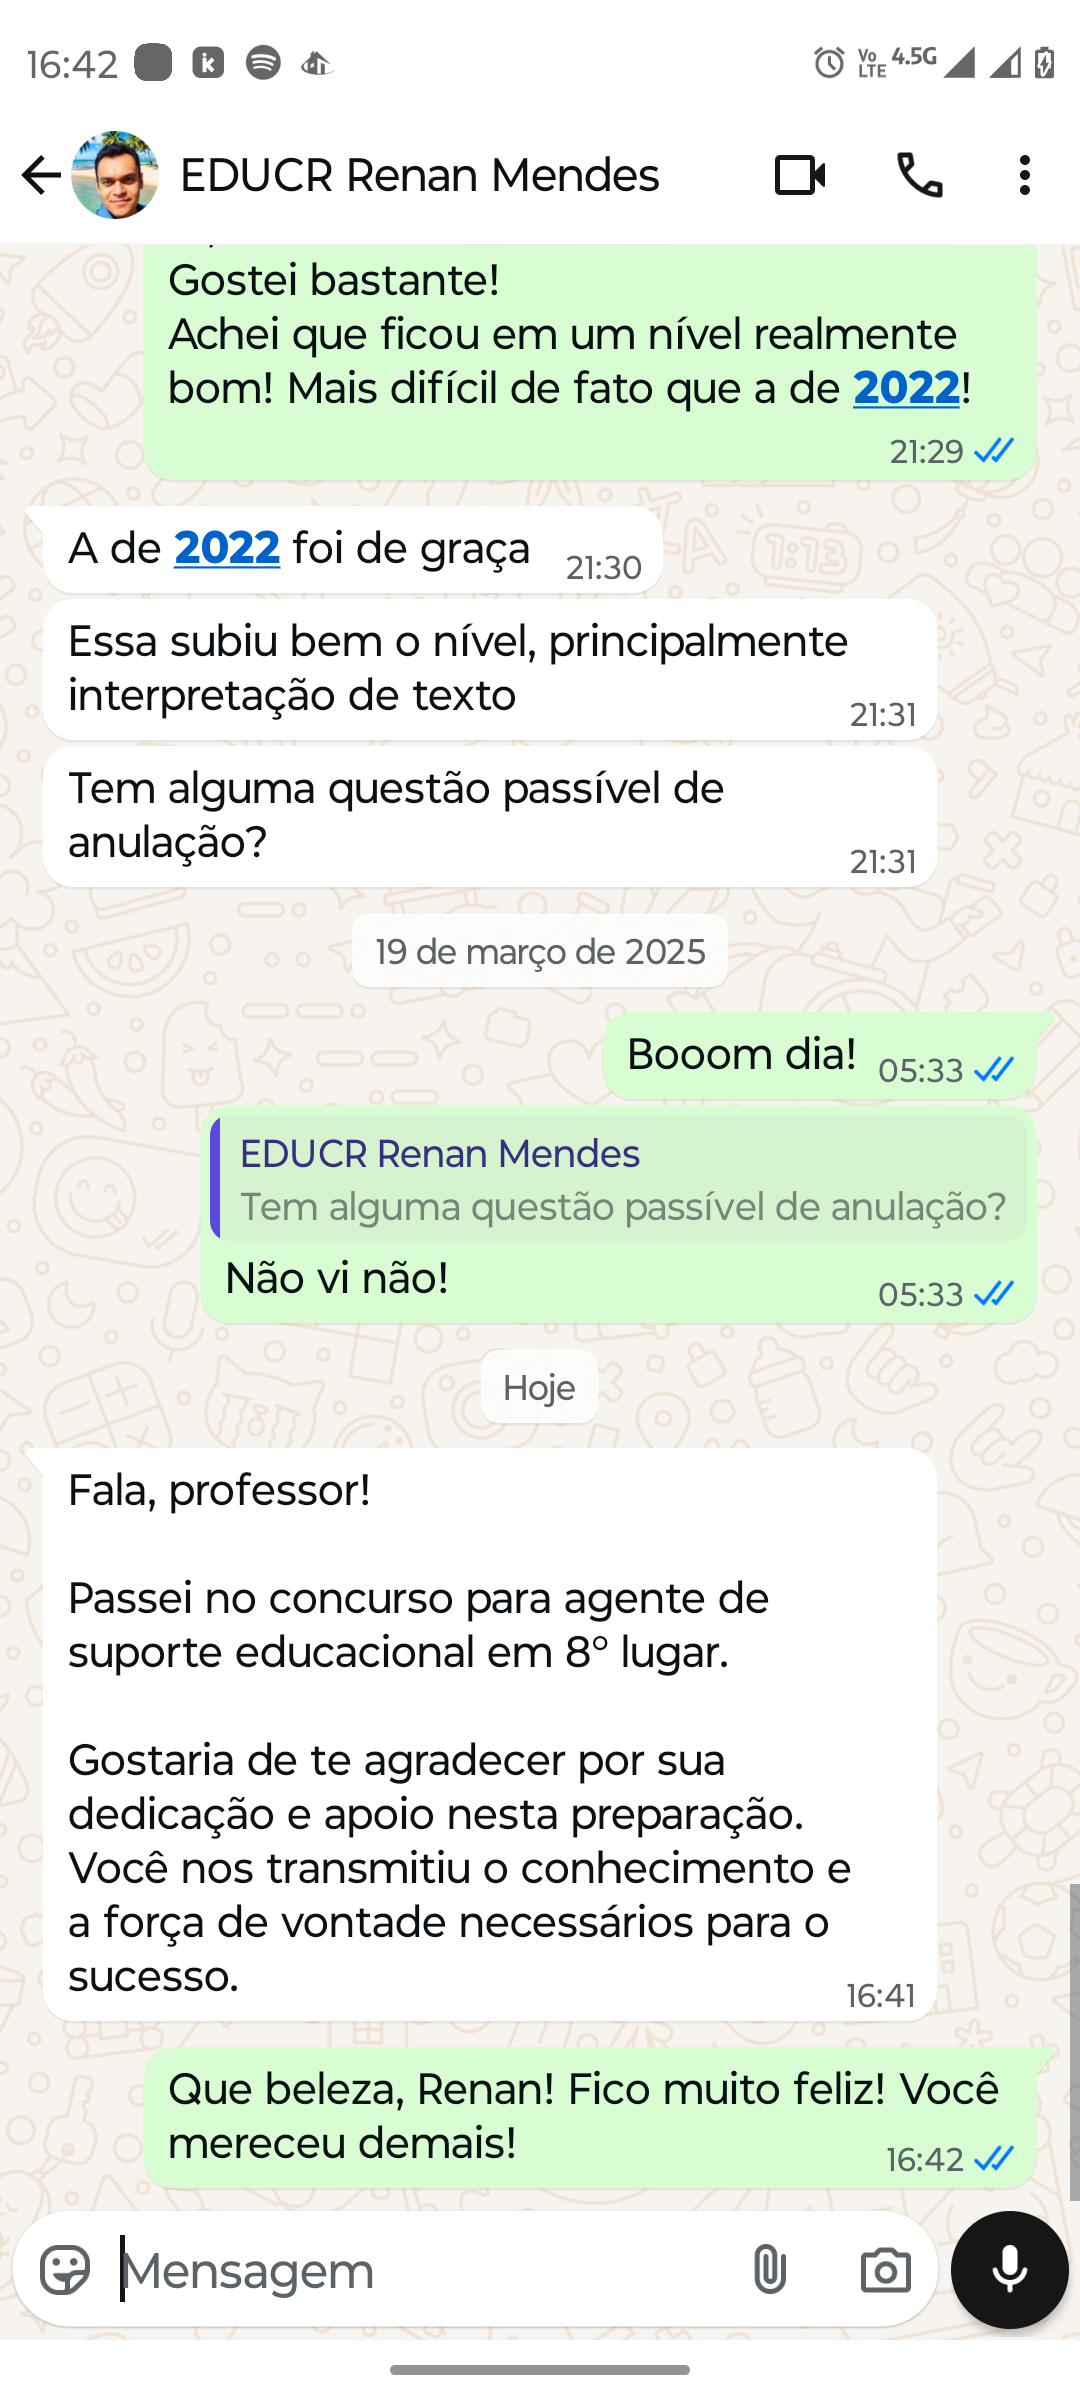 16:42
Vo LTE 4.5G
EDUCR Renan Mendes
Gostei bastante!
Achei que ficou em um nível realmente
bom! Mais difícil de fato que a de 2022!
21:29
A de 2022 foi de graça
21:30
Essa subiu bem o nível, principalmente
interpretação de texto
21:31
Tem alguma questão passível de
anulação?
21:31
19 de março de 2025
Booom dia!
05:33
EDUCR Renan Mendes
Tem alguma questão passível de anulação?
Não vi não!
05:33
Hoje
Fala, professor!
Passei no concurso para agente de
suporte educacional em 8° lugar.
Gostaria de te agradecer por sua
dedicação e apoio nesta preparação.
Você nos transmitiu o conhecimento e
a força de vontade necessários para o
sucesso.
16:41
Que beleza, Renan! Fico muito feliz! Você
mereceu demais!
16:42
Mensagem